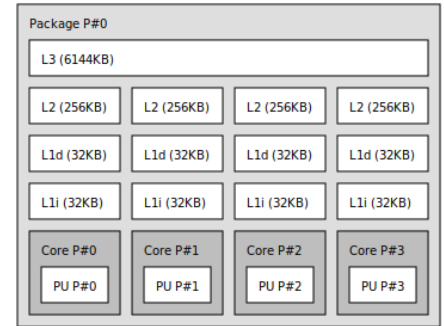 Package P#0
L3 (6144KB)
L2 (256KB) L2 (256KB) L2 (256KB) L2 (256KB)
L1d (32KB) L1d (32KB) L1d (32KB) L1d (32KB)
L1i (32KB) L1i (32KB) L1i (32KB) L1i (32KB)
Core P#0 Core P#1 Core P#2 Core P#3
PU P#0 PU P#1 PU P#2 PU P#3